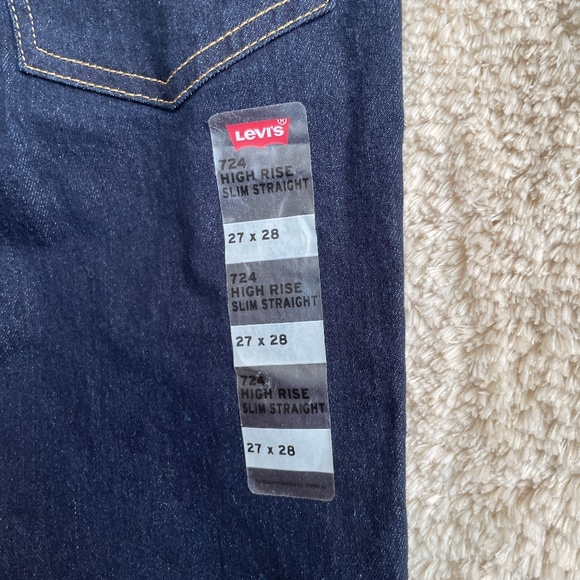 Levi's®
724
HIGH RISE
SLIM STRAIGHT
27 x 28
724
HIGH RISE
SLIM STRAIGHT
27 x 28
724
HIGH RISE
SLIM STRAIGHT
27 x 28